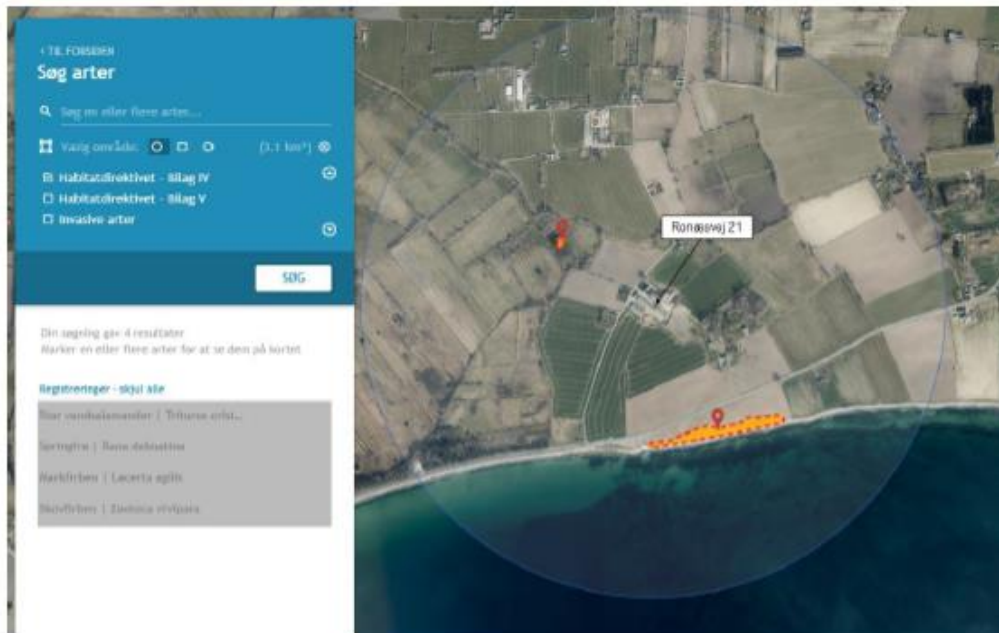 ‹ TIL FORSIDEN
Søg arter
Søg en eller flere arter...
Vælg område: (3.1 km²)
Habitatdirektivet - Bilag IV
Habitatdirektivet - Bilag V
Invasive arter
SØG
Din søgning gav 4 resultater
Marker en eller flere arter for at se dem på kortet
Registreringer - skjul alle
Stor vandsalamander | Triturus crist...
Springfrø | Rana dalmatina
Markfirben | Lacerta agilis
Skovfirben | Zootoca vivipara
Ronæsvej 21